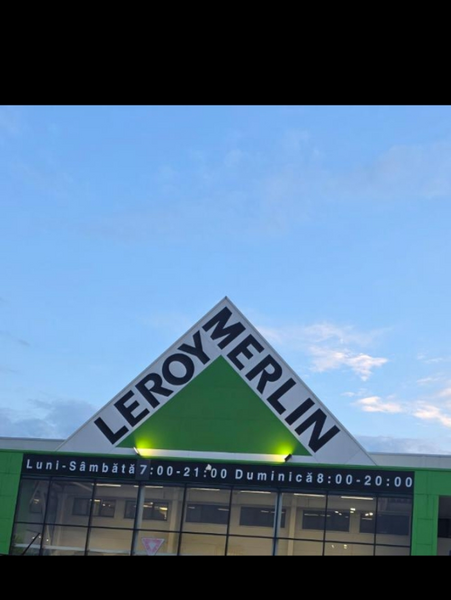 LEROY MERLIN
Luni-Sâmbătă 7:00-21:00 Duminică 8:00-20:00